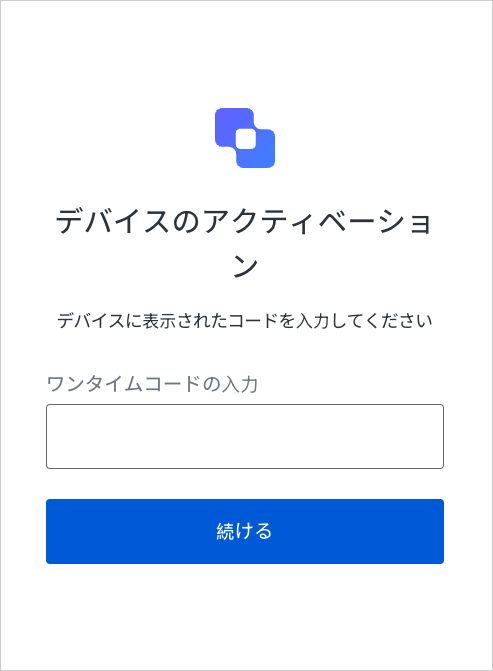 デバイスのアクティベーショ
ン
デバイスに表示されたコードを入力してください
ワンタイムコードの入力
続ける